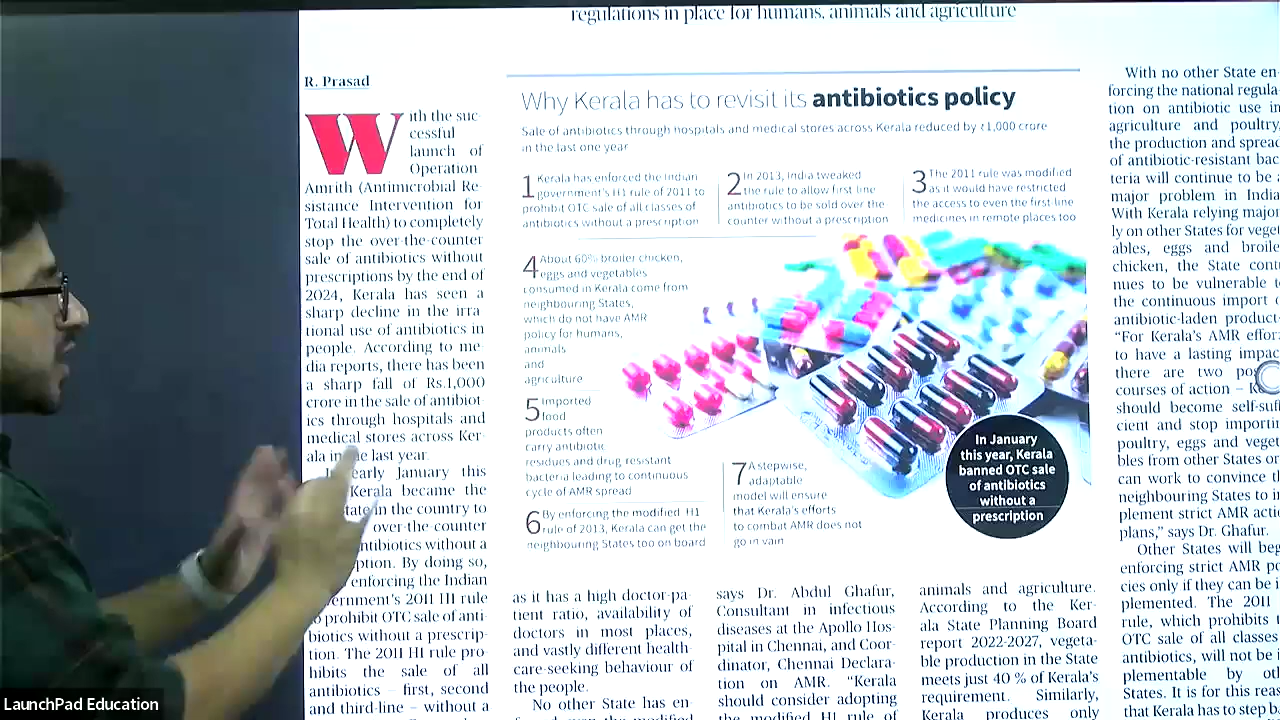 regulations in place for humans, animals and agriculture
R. Prasad
With the suc-
cessful
launch of
Operation
Amrith (Antimicrobial Re-
sistance Intervention for
Total Health) to completely
stop the over-the-counter
sale of antibiotics without
prescriptions by the end of
2024, Kerala has seen a
sharp decline in the irra-
tional use of antibiotics in
people. According to me-
dia reports, there has been
a sharp fall of Rs.1,000
crore in the sale of antibiot-
ics through hospitals and
medical stores across Ker-
ala in the last year.
early January this
Kerala became the
in the country to
over-the-counter
antibiotics without a
By doing so,
enforcing the Indian
2011 H1 rule
prohibit OTC sale of anti-
biotics without a prescrip-
tion. The 2011 H1 rule pro-
hibits the sale of all
antibiotics – first, second
and third-line – without a
Why Kerala has to revisit its antibiotics policy
Sale of antibiotics through hospitals and medical stores across Kerala reduced by ₹1,000 crore
in the last one year
1 Kerala has enforced the Indian
government's H1 rule of 2011 to
prohibit OTC sale of all classes of
antibiotics without a prescription
2 In 2013, India tweaked
the rule to allow first line
antibiotics to be sold over the
counter without a prescription
3 The 2011 rule was modified
as it would have restricted
the access to even the first line
medicines in remote places too
4 About 60% broiler chicken,
eggs and vegetables
consumed in Kerala come from
neighbouring States,
which do not have AMR
policy for humans,
animals
and
agriculture
5 Imported
food
products often
carry antibiotic
residues and drug resistant
bacteria leading to continuous
cycle of AMR spread
6 By enforcing the modified H1
rule of 2013, Kerala can get the
neighbouring States too on board
7 A stepwise,
adaptable
model will ensure
that Kerala's efforts
to combat AMR does not
go in vain
In January
this year, Kerala
banned OTC sale
of antibiotics
without a
prescription
as it has a high doctor-pa-
tient ratio, availability of
doctors in most places,
and vastly different health-
care-seeking behaviour of
the people.
No other State has en-
says Dr. Abdul Ghafur,
Consultant in infectious
diseases at the Apollo Hos-
pital in Chennai, and Coor-
dinator, Chennai Declara-
tion on AMR. “Kerala
should consider adopting
the modified H1 rule of
animals and agriculture.
According to the Ker-
ala State Planning Board
report 2022-2027, vegeta-
ble production in the State
meets just 40 % of Kerala's
requirement. Similarly,
Kerala produces only
With no other State en-
forcing the national regula-
tion on antibiotic use in
agriculture and poultry,
the production and spread
of antibiotic-resistant bac-
teria will continue to be a
major problem in India.
With Kerala relying major-
ly on other States for veget-
ables, eggs and broiler
chicken, the State conti-
nues to be vulnerable to
the continuous import of
antibiotic-laden products.
“For Kerala's AMR efforts
to have a lasting impact,
there are two
courses of action –
should become self-suf-
cient and stop importing
poultry, eggs and vegeta-
bles from other States or
can work to convince the
neighbouring States to im-
plement strict AMR action
plans,” says Dr. Ghafur.
Other States will begin
enforcing strict AMR poli-
cies only if they can be im-
plemented. The 2011
rule, which prohibits
OTC sale of all classes of
antibiotics, will not be im-
plementable by other
States. It is for this reason
that Kerala has to step
LaunchPad Education